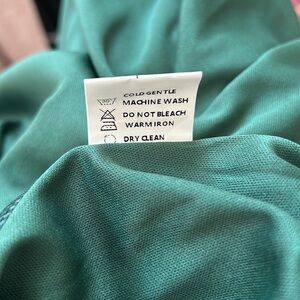 COLD GENTLE
MACHINE WASH
DO NOT BLEACH
WARM IRON
DRY CLEAN